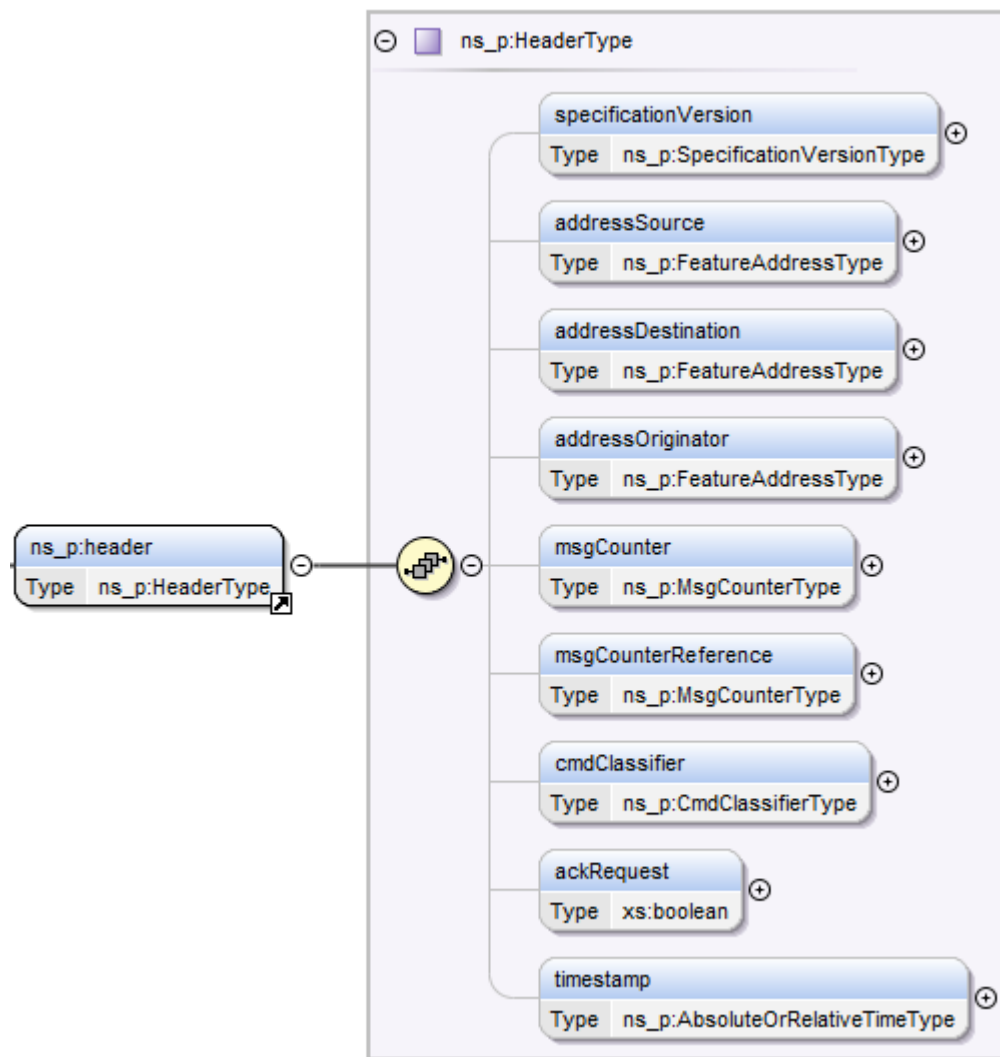 ns_p:HeaderType
specificationVersion
Type ns_p:SpecificationVersionType
addressSource
Type ns_p:FeatureAddressType
addressDestination
Type ns_p:FeatureAddressType
addressOriginator
Type ns_p:FeatureAddressType
ns_p:header
Type ns_p:HeaderType
msgCounter
Type ns_p:MsgCounterType
msgCounterReference
Type ns_p:MsgCounterType
cmdClassifier
Type ns_p:CmdClassifierType
ackRequest
Type xs:boolean
timestamp
Type ns_p:AbsoluteOrRelativeTimeType